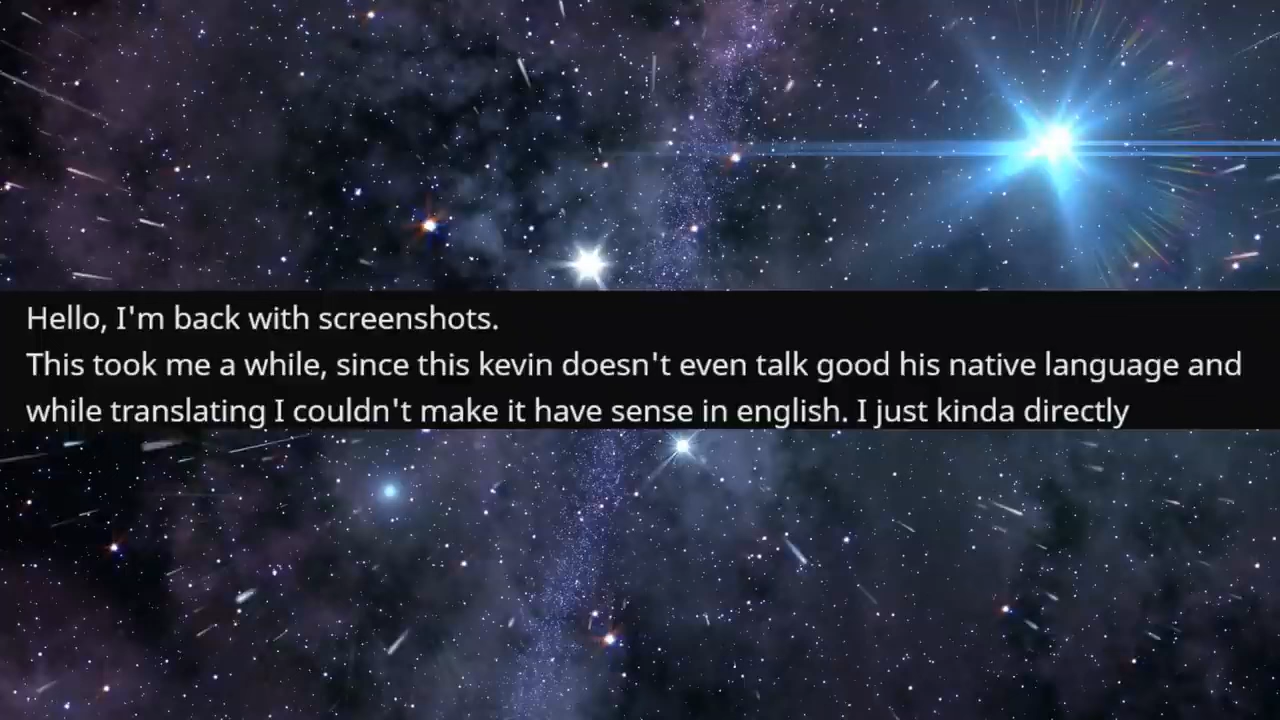 Hello, I'm back with screenshots.
This took me a while, since this kevin doesn't even talk good his native language and
while translating I couldn't make it have sense in english. I just kinda directly